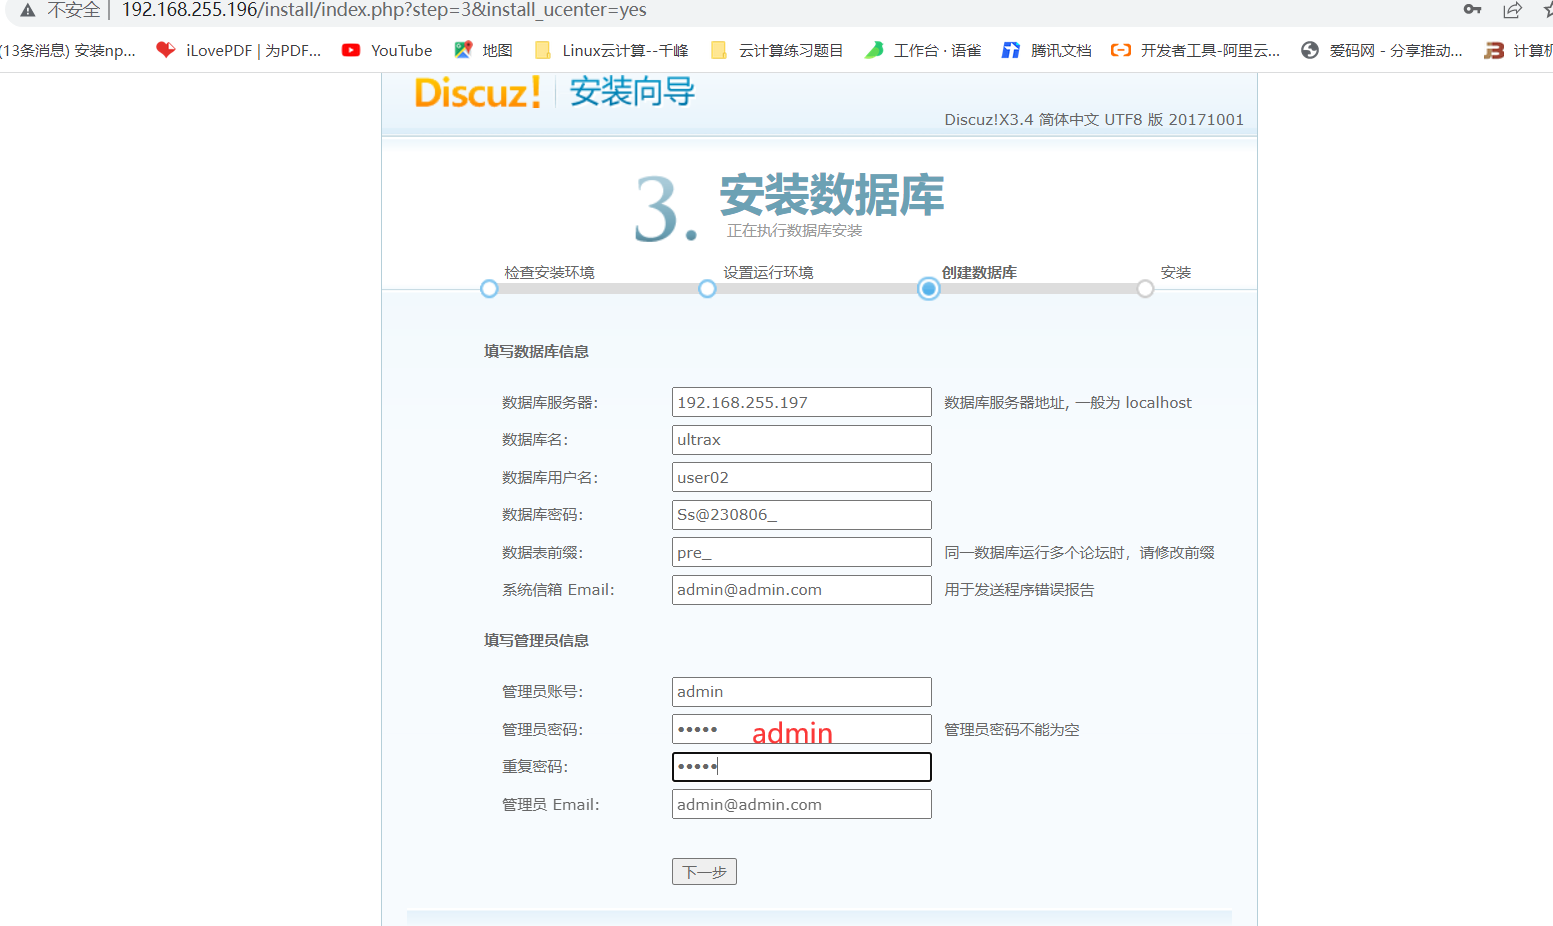 不安全 192.168.255.196/install/index.php?step=3&install_ucenter=yes
(13条消息) 安装np... iLovePDF | 为PDF... YouTube 地图 Linux云计算--千峰 云计算练习题目 工作台 · 语雀 腾讯文档 开发者工具-阿里云... 爱码网 - 分享推动... 计算机
Discuz! 安装向导
Discuz!X3.4 简体中文 UTF8 版 20171001
3. 安装数据库
正在执行数据库安装
检查安装环境 设置运行环境 创建数据库 安装
填写数据库信息
数据库服务器: 192.168.255.197 数据库服务器地址, 一般为 localhost
数据库名: ultrax
数据库用户名: user02
数据库密码: Ss@230806_
数据表前缀: pre_ 同一数据库运行多个论坛时，请修改前缀
系统信箱 Email: admin@admin.com 用于发送程序错误报告
填写管理员信息
管理员账号: admin
管理员密码: ••••• admin 管理员密码不能为空
重复密码: •••••
管理员 Email: admin@admin.com
下一步